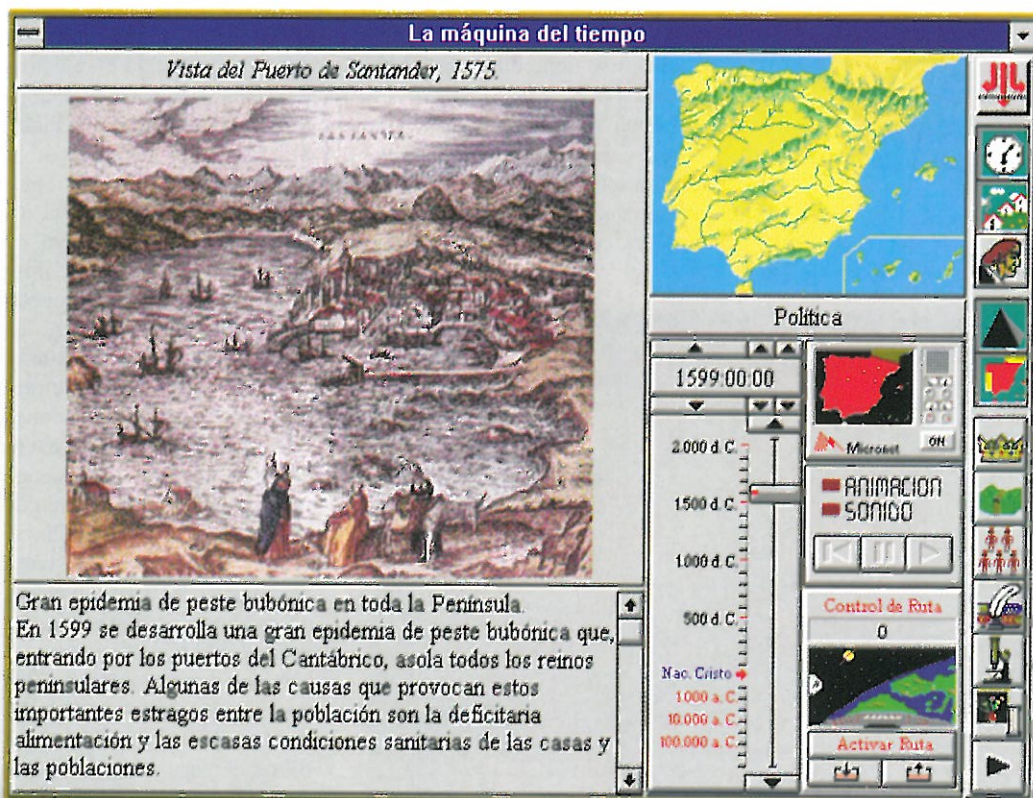 La máquina del tiempo
Vista del Puerto de Santander, 1575.
Gran epidemia de peste bubónica en toda la Península.
En 1599 se desarrolla una gran epidemia de peste bubónica que,
entrando por los puertos del Cantábrico, asola todos los reinos
peninsulares. Algunas de las causas que provocan estos
importantes estragos entre la población son la deficitaria
alimentación y las escasas condiciones sanitarias de las casas y
las poblaciones.
Política
1599:00:00
2.000 d. C.
1.500 d. C.
1.000 d. C.
500 d. C.
Nac. Cristo
1.000 a. C.
10.000 a. C.
100.000 a. C.
Micronet
ON
ANIMACION
SONIDO
Control de Ruta
0
Activar Ruta